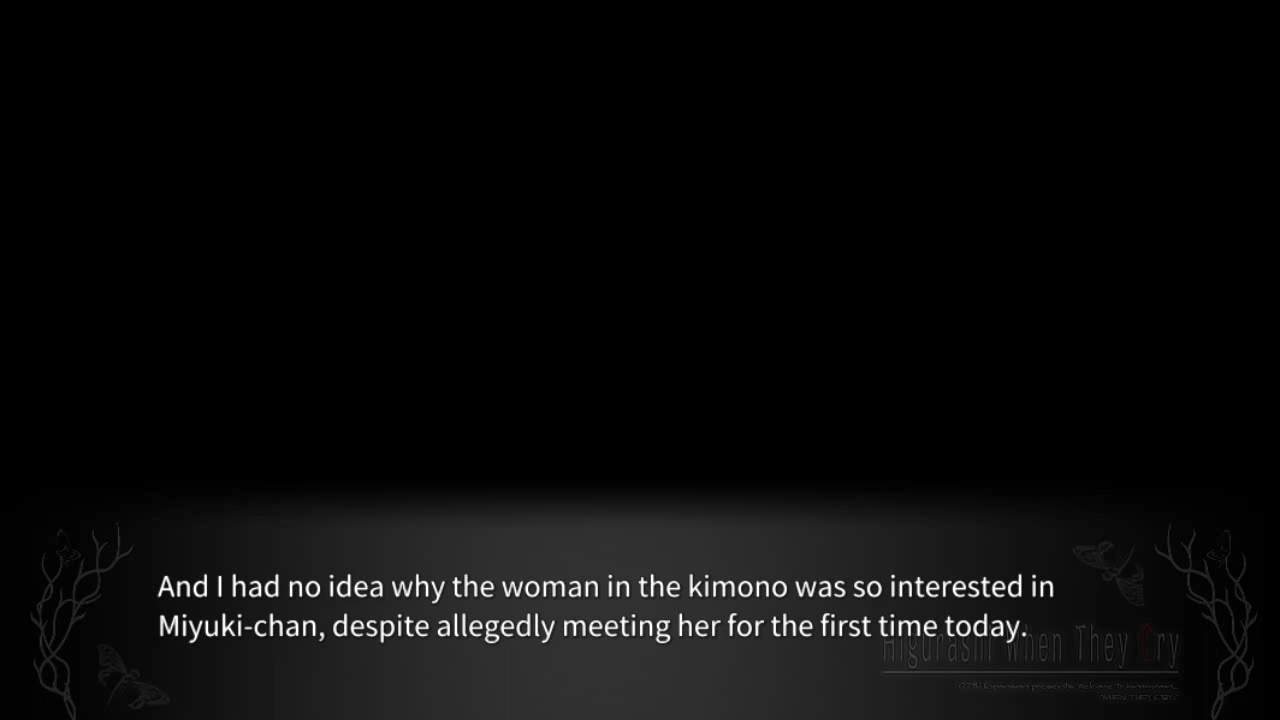 And I had no idea why the woman in the kimono was so interested in
Miyuki-chan, despite allegedly meeting her for the first time today.
Higurashi When They Cry